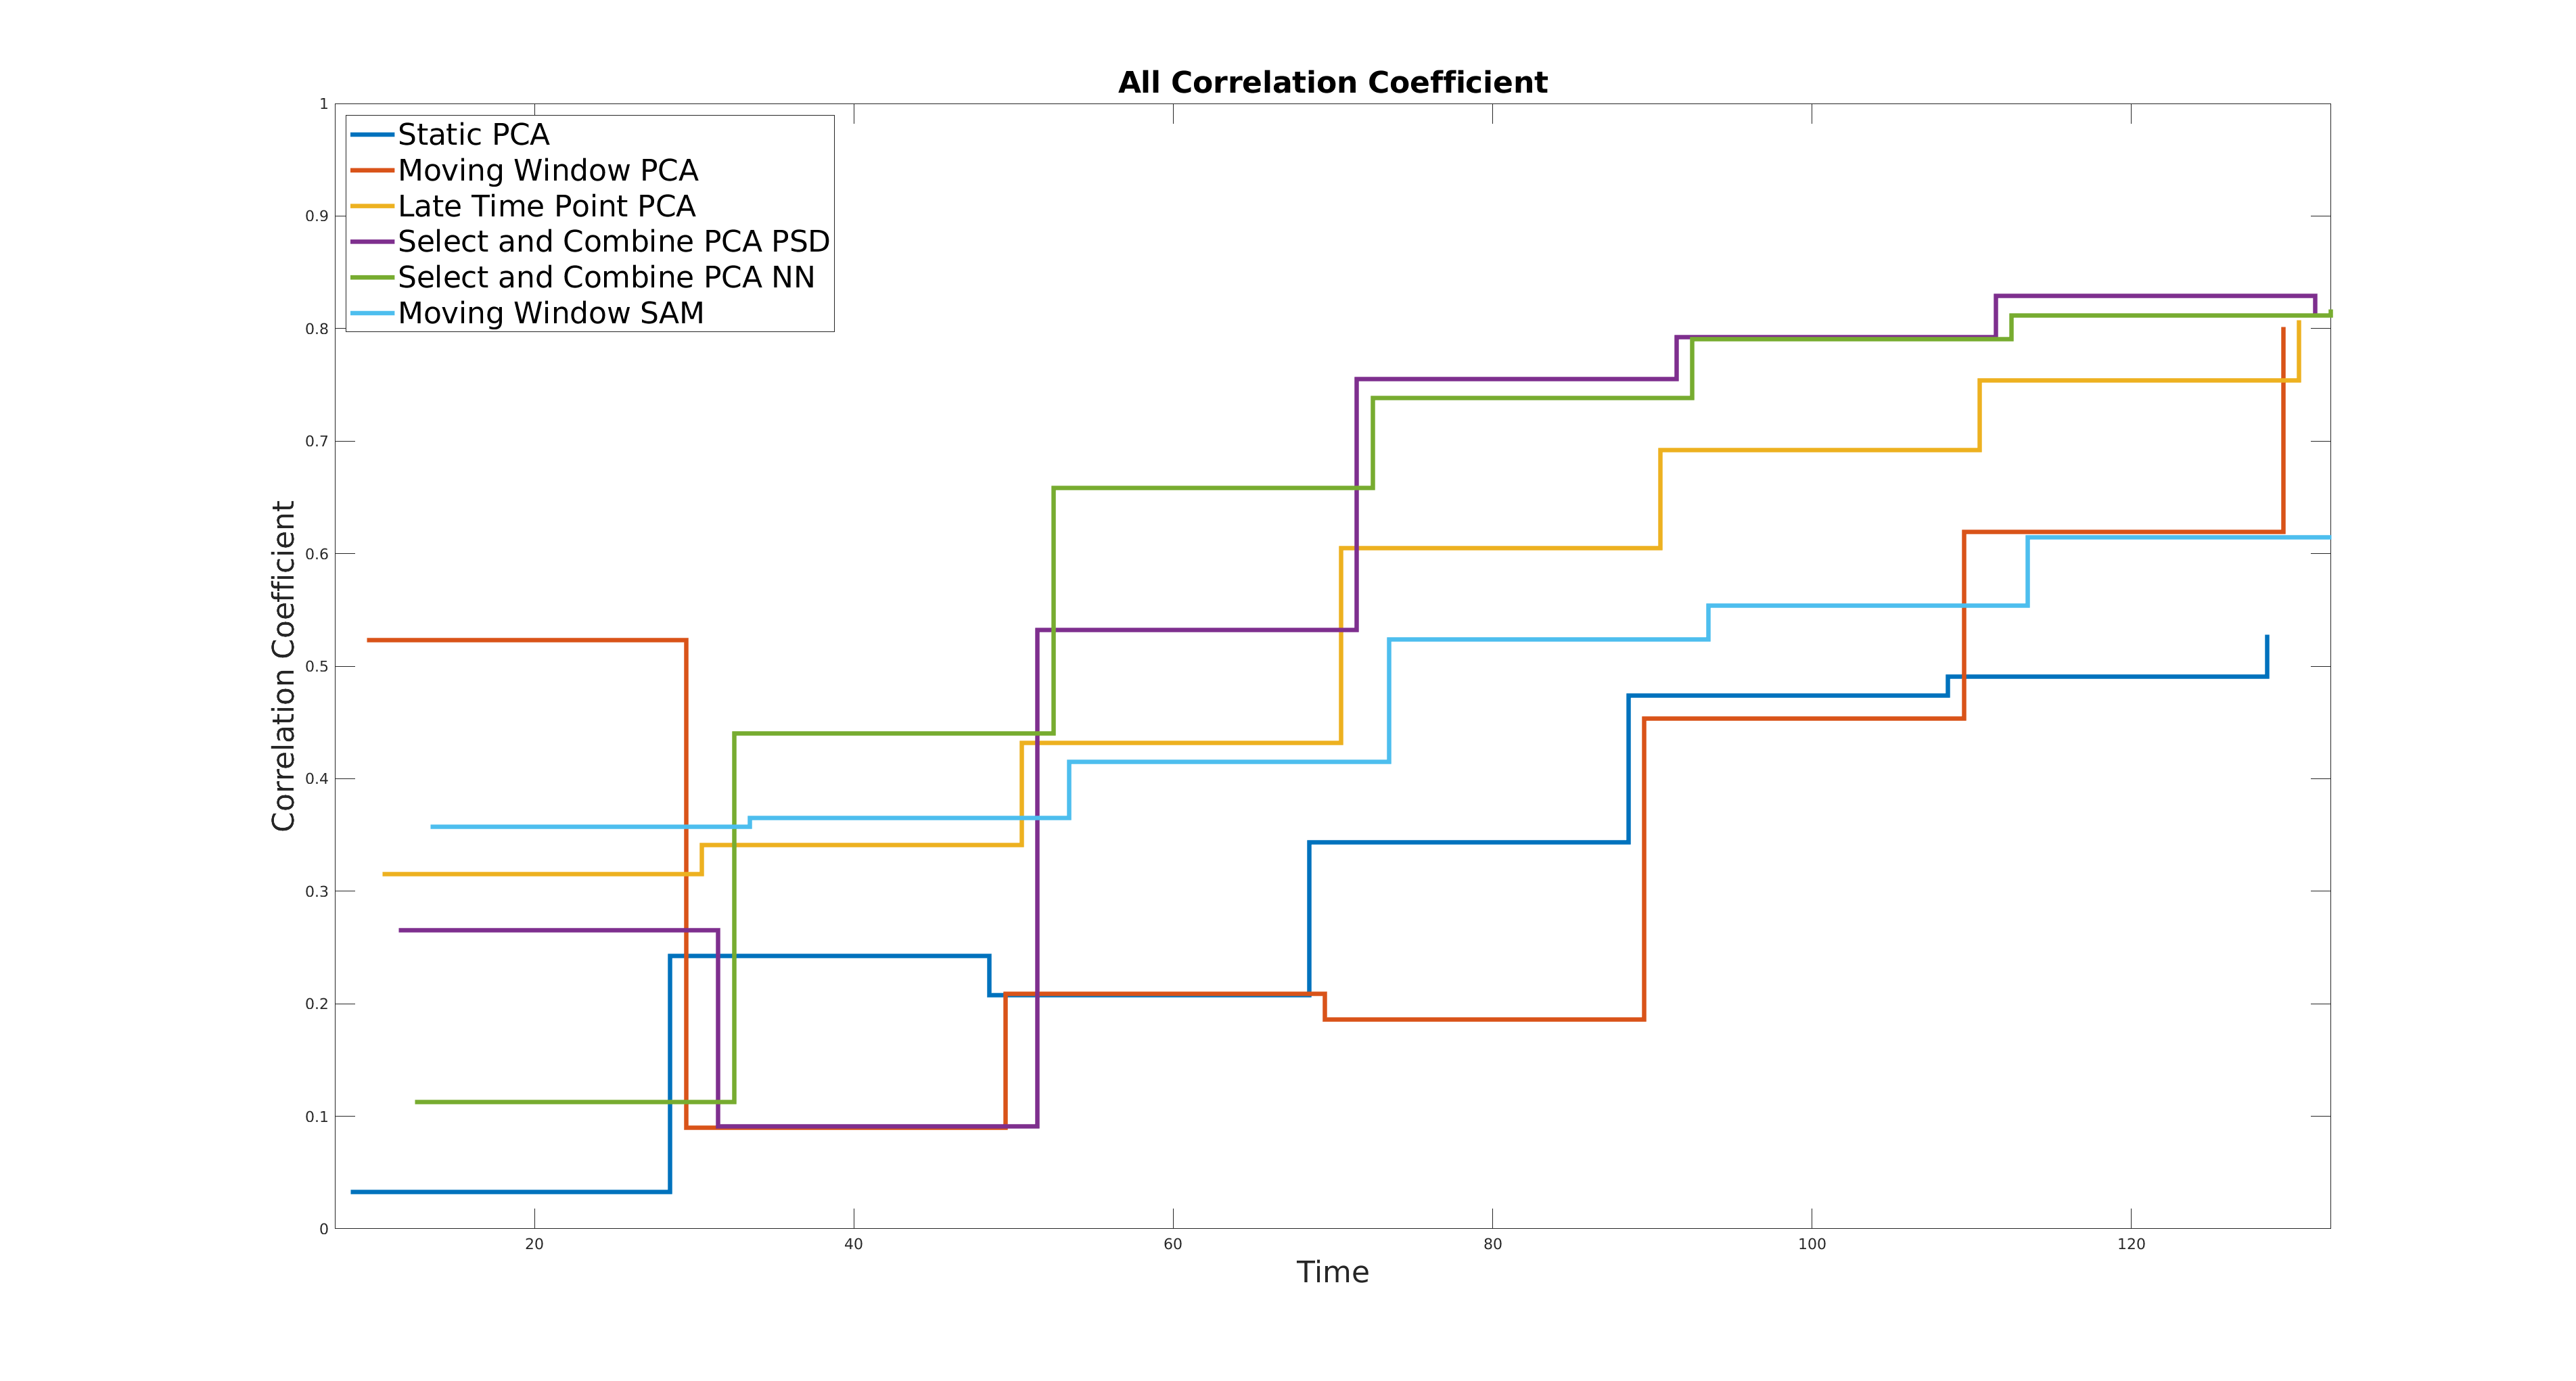 All Correlation Coefficient
1
0.9
0.8
0.7
0.6
0.5
0.4
0.3
0.2
0.1
0
Correlation Coefficient
Static PCA
Moving Window PCA
Late Time Point PCA
Select and Combine PCA PSD
Select and Combine PCA NN
Moving Window SAM
20 40 60 80 100 120
Time